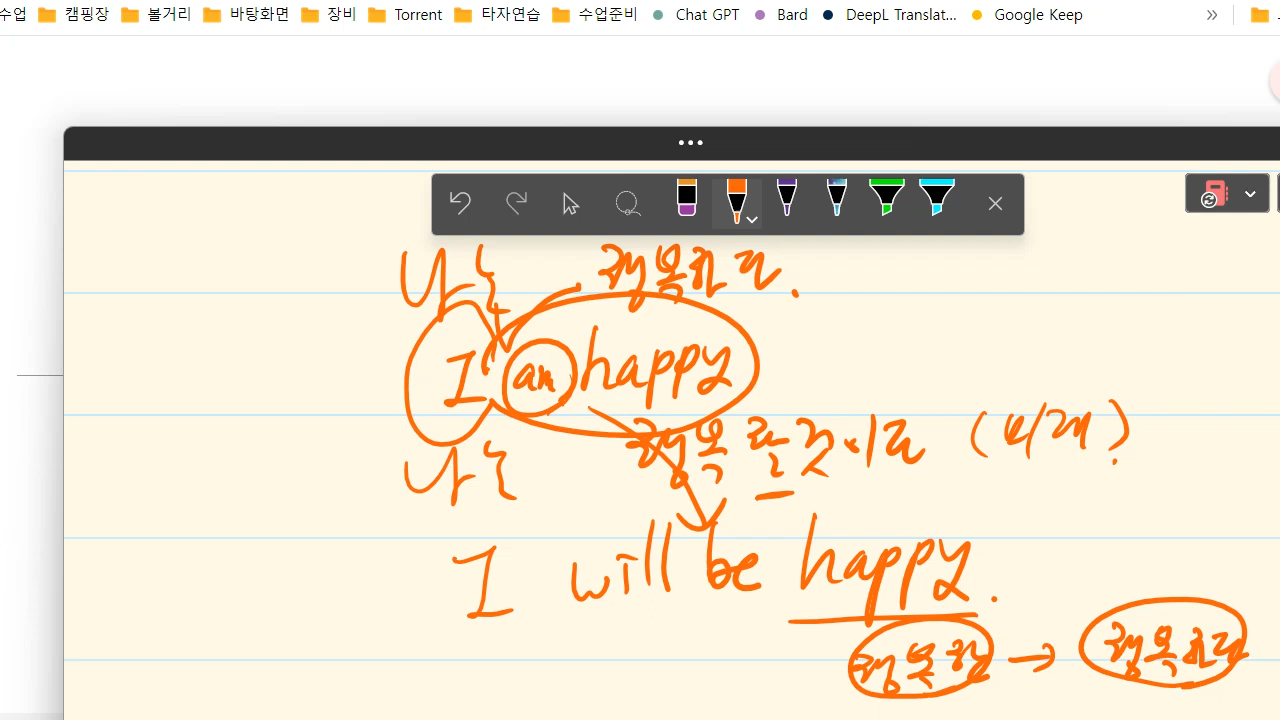 수업 캠핑장 볼거리 바탕화면 장비 Torrent 타자연습 수업준비 Chat GPT Bard DeepL Translat... Google Keep »
나는 행복하다.
I am happy
나는 행복할것이다 (미래)
I will be happy.
행복한 → 행복하다